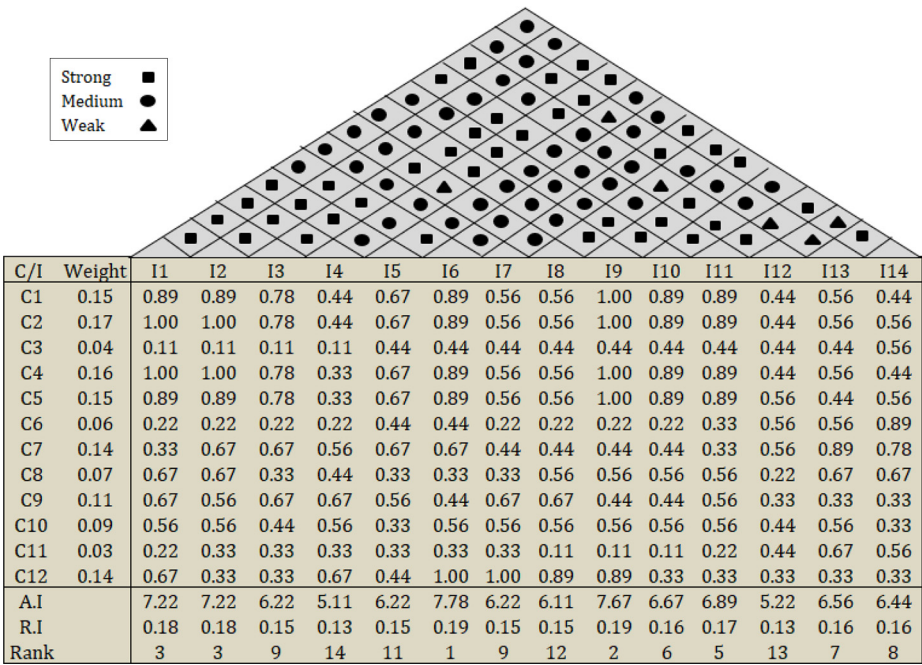 Strong
Medium
Weak
C/I Weight I1 I2 I3 I4 I5 I6 I7 I8 I9 I10 I11 I12 I13 I14
C1 0.15 0.89 0.89 0.78 0.44 0.67 0.89 0.56 0.56 1.00 0.89 0.89 0.44 0.56 0.44
C2 0.17 1.00 1.00 0.78 0.44 0.67 0.89 0.56 0.56 1.00 0.89 0.89 0.44 0.56 0.56
C3 0.04 0.11 0.11 0.11 0.11 0.44 0.44 0.44 0.44 0.44 0.44 0.44 0.44 0.44 0.56
C4 0.16 1.00 1.00 0.78 0.33 0.67 0.89 0.56 0.56 1.00 0.89 0.89 0.44 0.56 0.44
C5 0.15 0.89 0.89 0.78 0.33 0.67 0.89 0.56 0.56 1.00 0.89 0.89 0.56 0.44 0.56
C6 0.06 0.22 0.22 0.22 0.22 0.44 0.44 0.22 0.22 0.22 0.22 0.33 0.56 0.56 0.89
C7 0.14 0.33 0.67 0.67 0.56 0.67 0.67 0.44 0.44 0.44 0.44 0.33 0.56 0.89 0.78
C8 0.07 0.67 0.67 0.33 0.44 0.33 0.33 0.33 0.56 0.56 0.56 0.56 0.22 0.67 0.67
C9 0.11 0.67 0.56 0.67 0.67 0.56 0.44 0.67 0.67 0.44 0.44 0.56 0.33 0.33 0.33
C10 0.09 0.56 0.56 0.44 0.56 0.33 0.56 0.56 0.56 0.56 0.56 0.56 0.44 0.56 0.33
C11 0.03 0.22 0.33 0.33 0.33 0.33 0.33 0.33 0.11 0.11 0.11 0.22 0.44 0.67 0.56
C12 0.14 0.67 0.33 0.33 0.67 0.44 1.00 1.00 0.89 0.89 0.33 0.33 0.33 0.33 0.33
A.I 7.22 7.22 6.22 5.11 6.22 7.78 6.22 6.11 7.67 6.67 6.89 5.22 6.56 6.44
R.I 0.18 0.18 0.15 0.13 0.15 0.19 0.15 0.15 0.19 0.16 0.17 0.13 0.16 0.16
Rank 3 3 9 14 11 1 9 12 2 6 5 13 7 8